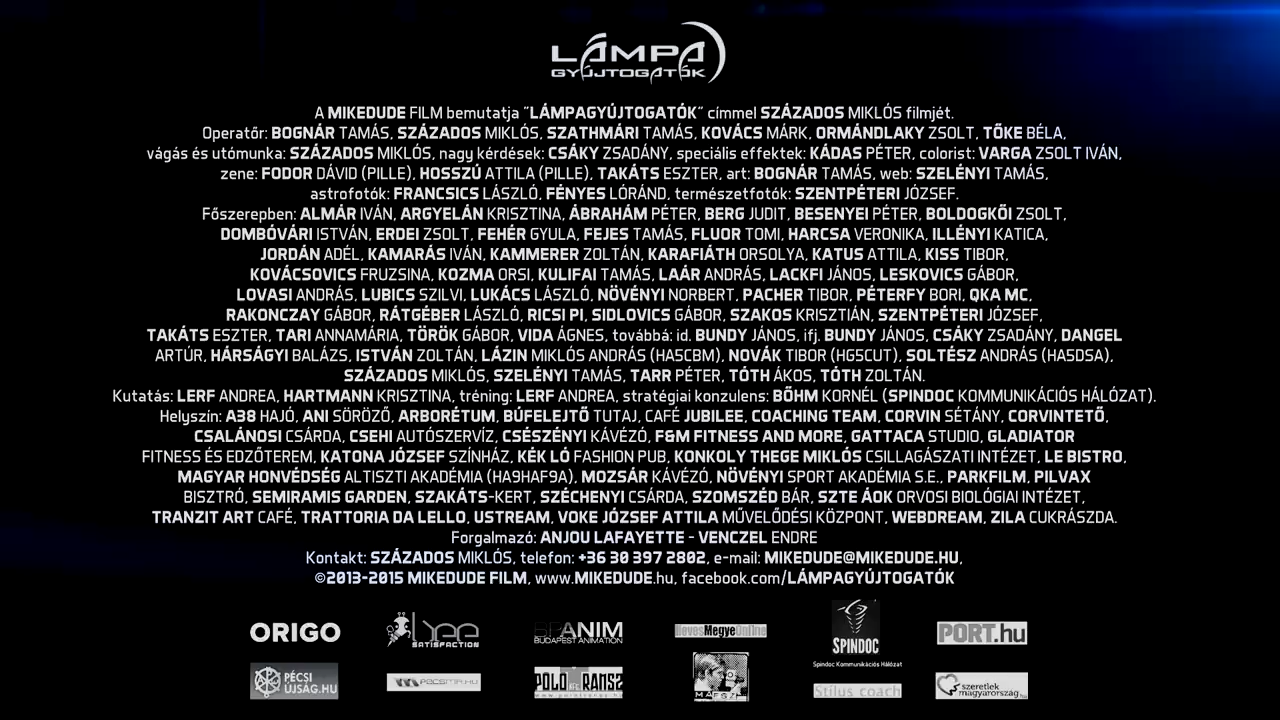 LÁMPA
GYÚJTOGATÓK
A MIKEDUDE FILM bemutatja "LÁMPAGYÚJTOGATÓK" címmel SZÁZADOS MIKLÓS filmjét.
Operatőr: BOGNÁR TAMÁS, SZÁZADOS MIKLÓS, SZATHMÁRI TAMÁS, KOVÁCS MÁRK, ORMÁNDLAKY ZSOLT, TŐKE BÉLA,
vágás és utómunka: SZÁZADOS MIKLÓS, nagy kérdések: CSÁKY ZSADÁNY, speciális effektek: KÁDAS PÉTER, colorist: VARGA ZSOLT IVÁN,
zene: FODOR DÁVID (PILLE), HOSSZÚ ATTILA (PILLE), TAKÁTS ESZTER, art: BOGNÁR TAMÁS, web: SZELÉNYI TAMÁS,
astrofotók: FRANCSICS LÁSZLÓ, FÉNYES LÓRÁND, természetfotók: SZENTPÉTERI JÓZSEF.
Főszerepben: ALMÁR IVÁN, ARGYELÁN KRISZTINA, ÁBRAHÁM PÉTER, BERG JUDIT, BESENYEI PÉTER, BOLDOGKŐI ZSOLT,
DOMBÓVÁRI ISTVÁN, ERDEI ZSOLT, FEHÉR GYULA, FEJES TAMÁS, FLUOR TOMI, HARCSA VERONIKA, ILLÉNYI KATICA,
JORDÁN ADÉL, KAMARÁS IVÁN, KAMMERER ZOLTÁN, KARAFIÁTH ORSOLYA, KATUS ATTILA, KISS TIBOR,
KOVÁCSOVICS FRUZSINA, KOZMA ORSI, KULIFAI TAMÁS, LAÁR ANDRÁS, LACKFI JÁNOS, LESKOVICS GÁBOR,
LOVASI ANDRÁS, LUBICS SZILVI, LUKÁCS LÁSZLÓ, NÖVÉNYI NORBERT, PACHER TIBOR, PÉTERFY BORI, QKA MC,
RAKONCZAY GÁBOR, RÁTGÉBER LÁSZLÓ, RICSI PI, SIDLOVICS GÁBOR, SZAKOS KRISZTIÁN, SZENTPÉTERI JÓZSEF,
TAKÁTS ESZTER, TARI ANNAMÁRIA, TÖRÖK GÁBOR, VIDA ÁGNES, továbbá: id. BUNDY JÁNOS, ifj. BUNDY JÁNOS, CSÁKY ZSADÁNY, DANGEL
ARTÚR, HÁRSÁGYI BALÁZS, ISTVÁN ZOLTÁN, LÁZIN MIKLÓS ANDRÁS (HA5CBM), NOVÁK TIBOR (HG5CUT), SOLTÉSZ ANDRÁS (HA5DSA),
SZÁZADOS MIKLÓS, SZELÉNYI TAMÁS, TARR PÉTER, TÓTH ÁKOS, TÓTH ZOLTÁN.
Kutatás: LERF ANDREA, HARTMANN KRISZTINA, tréning: LERF ANDREA, stratégiai konzulens: BŐHM KORNÉL (SPINDOC KOMMUNIKÁCIÓS HÁLÓZAT).
Helyszín: A38 HAJÓ, ANI SÖRÖZŐ, ARBORÉTUM, BÚFELEJTŐ TUTAJ, CAFÉ JUBILEE, COACHING TEAM, CORVIN SÉTÁNY, CORVINTETŐ,
CSALÁNOSI CSÁRDA, CSEHI AUTÓSZERVÍZ, CSÉSZÉNYI KÁVÉZÓ, F&M FITNESS AND MORE, GATTACA STUDIO, GLADIATOR
FITNESS ÉS EDZŐTEREM, KATONA JÓZSEF SZÍNHÁZ, KÉK LÓ FASHION PUB, KONKOLY THEGE MIKLÓS CSILLAGÁSZATI INTÉZET, LE BISTRO,
MAGYAR HONVÉDSÉG ALTISZTI AKADÉMIA (HA9HAF9A), MOZSÁR KÁVÉZÓ, NÖVÉNYI SPORT AKADÉMIA S.E., PARKFILM, PILVAX
BISZTRÓ, SEMIRAMIS GARDEN, SZAKÁTS-KERT, SZÉCHENYI CSÁRDA, SZOMSZÉD BÁR, SZTE ÁOK ORVOSI BIOLÓGIAI INTÉZET,
TRANZIT ART CAFÉ, TRATTORIA DA LELLO, USTREAM, VOKE JÓZSEF ATTILA MŰVELŐDÉSI KÖZPONT, WEBDREAM, ZILA CUKRÁSZDA.
Forgalmazó: ANJOU LAFAYETTE - VENCZEL ENDRE
Kontakt: SZÁZADOS MIKLÓS, telefon: +36 30 397 2802, e-mail: MIKEDUDE@MIKEDUDE.HU,
©2013-2015 MIKEDUDE FILM, www.MIKEDUDE.hu, facebook.com/LÁMPAGYÚJTOGATÓK
ORIGO
bee
SATISFACTION
ANIM
BUDAPEST ANIMATION
HevesMegyeOnline
SPINDOC
Spindoc Kommunikációs Hálózat
PORT.hu
PÉCSI
ÚJSÁG.HU
PECSMA.HU
POLO
RANSZ
MAFSZ
Stílus coach
szeretlek
magyarország.hu